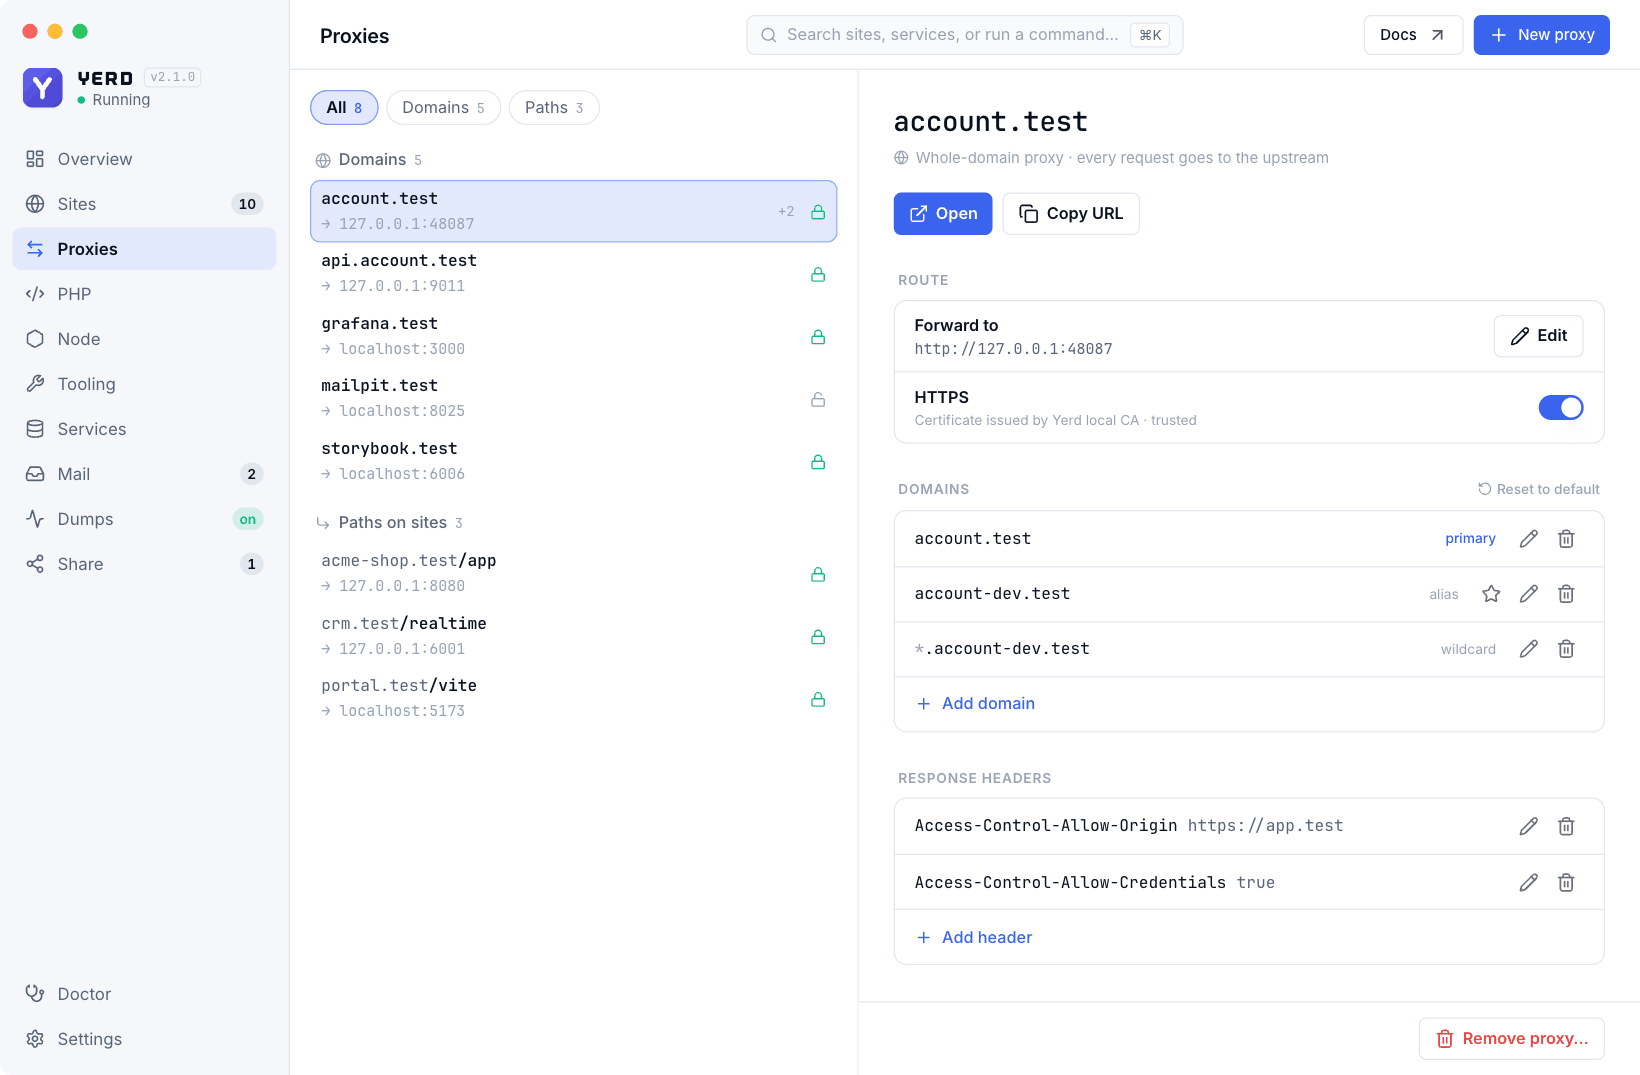 YERD v2.1.0
Running
Overview
Sites 10
Proxies
PHP
Node
Tooling
Services
Mail 2
Dumps on
Share 1
Doctor
Settings
Proxies
Search sites, services, or run a command... ⌘K
Docs
New proxy
All 8
Domains 5
Paths 3
Domains 5
account.test
→ 127.0.0.1:48087
+2
api.account.test
→ 127.0.0.1:9011
grafana.test
→ localhost:3000
mailpit.test
→ localhost:8025
storybook.test
→ localhost:6006
Paths on sites 3
acme-shop.test/app
→ 127.0.0.1:8080
crm.test/realtime
→ 127.0.0.1:6001
portal.test/vite
→ localhost:5173
account.test
Whole-domain proxy · every request goes to the upstream
Open
Copy URL
ROUTE
Forward to
http://127.0.0.1:48087
Edit
HTTPS
Certificate issued by Yerd local CA · trusted
DOMAINS
Reset to default
account.test primary
account-dev.test alias
*.account-dev.test wildcard
Add domain
RESPONSE HEADERS
Access-Control-Allow-Origin https://app.test
Access-Control-Allow-Credentials true
Add header
Remove proxy...